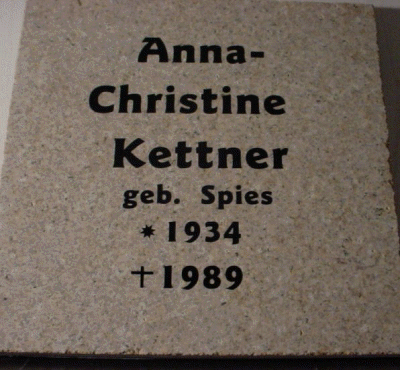 Anna-
Christine
Kettner
geb. Spies
* 1934
†1989